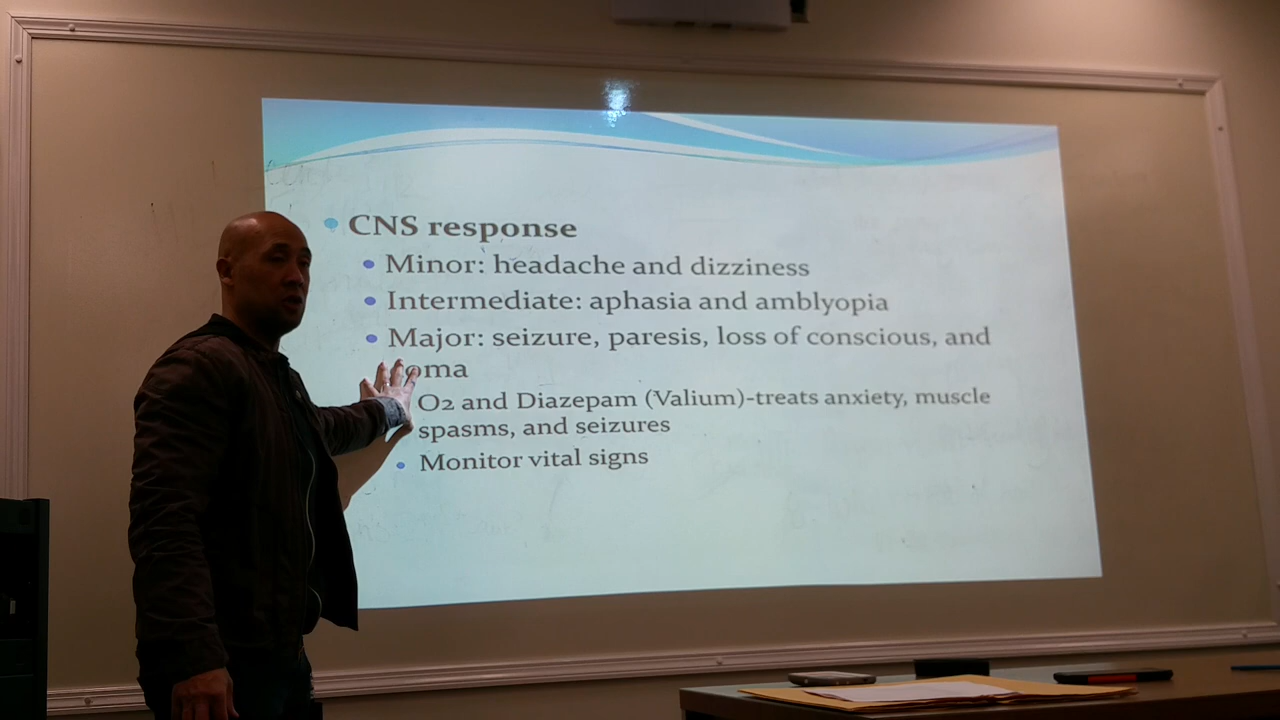 CNS response
Minor: headache and dizziness
Intermediate: aphasia and amblyopia
Major: seizure, paresis, loss of conscious, and
oma
O2 and Diazepam (Valium)-treats anxiety, muscle
spasms, and seizures
Monitor vital signs